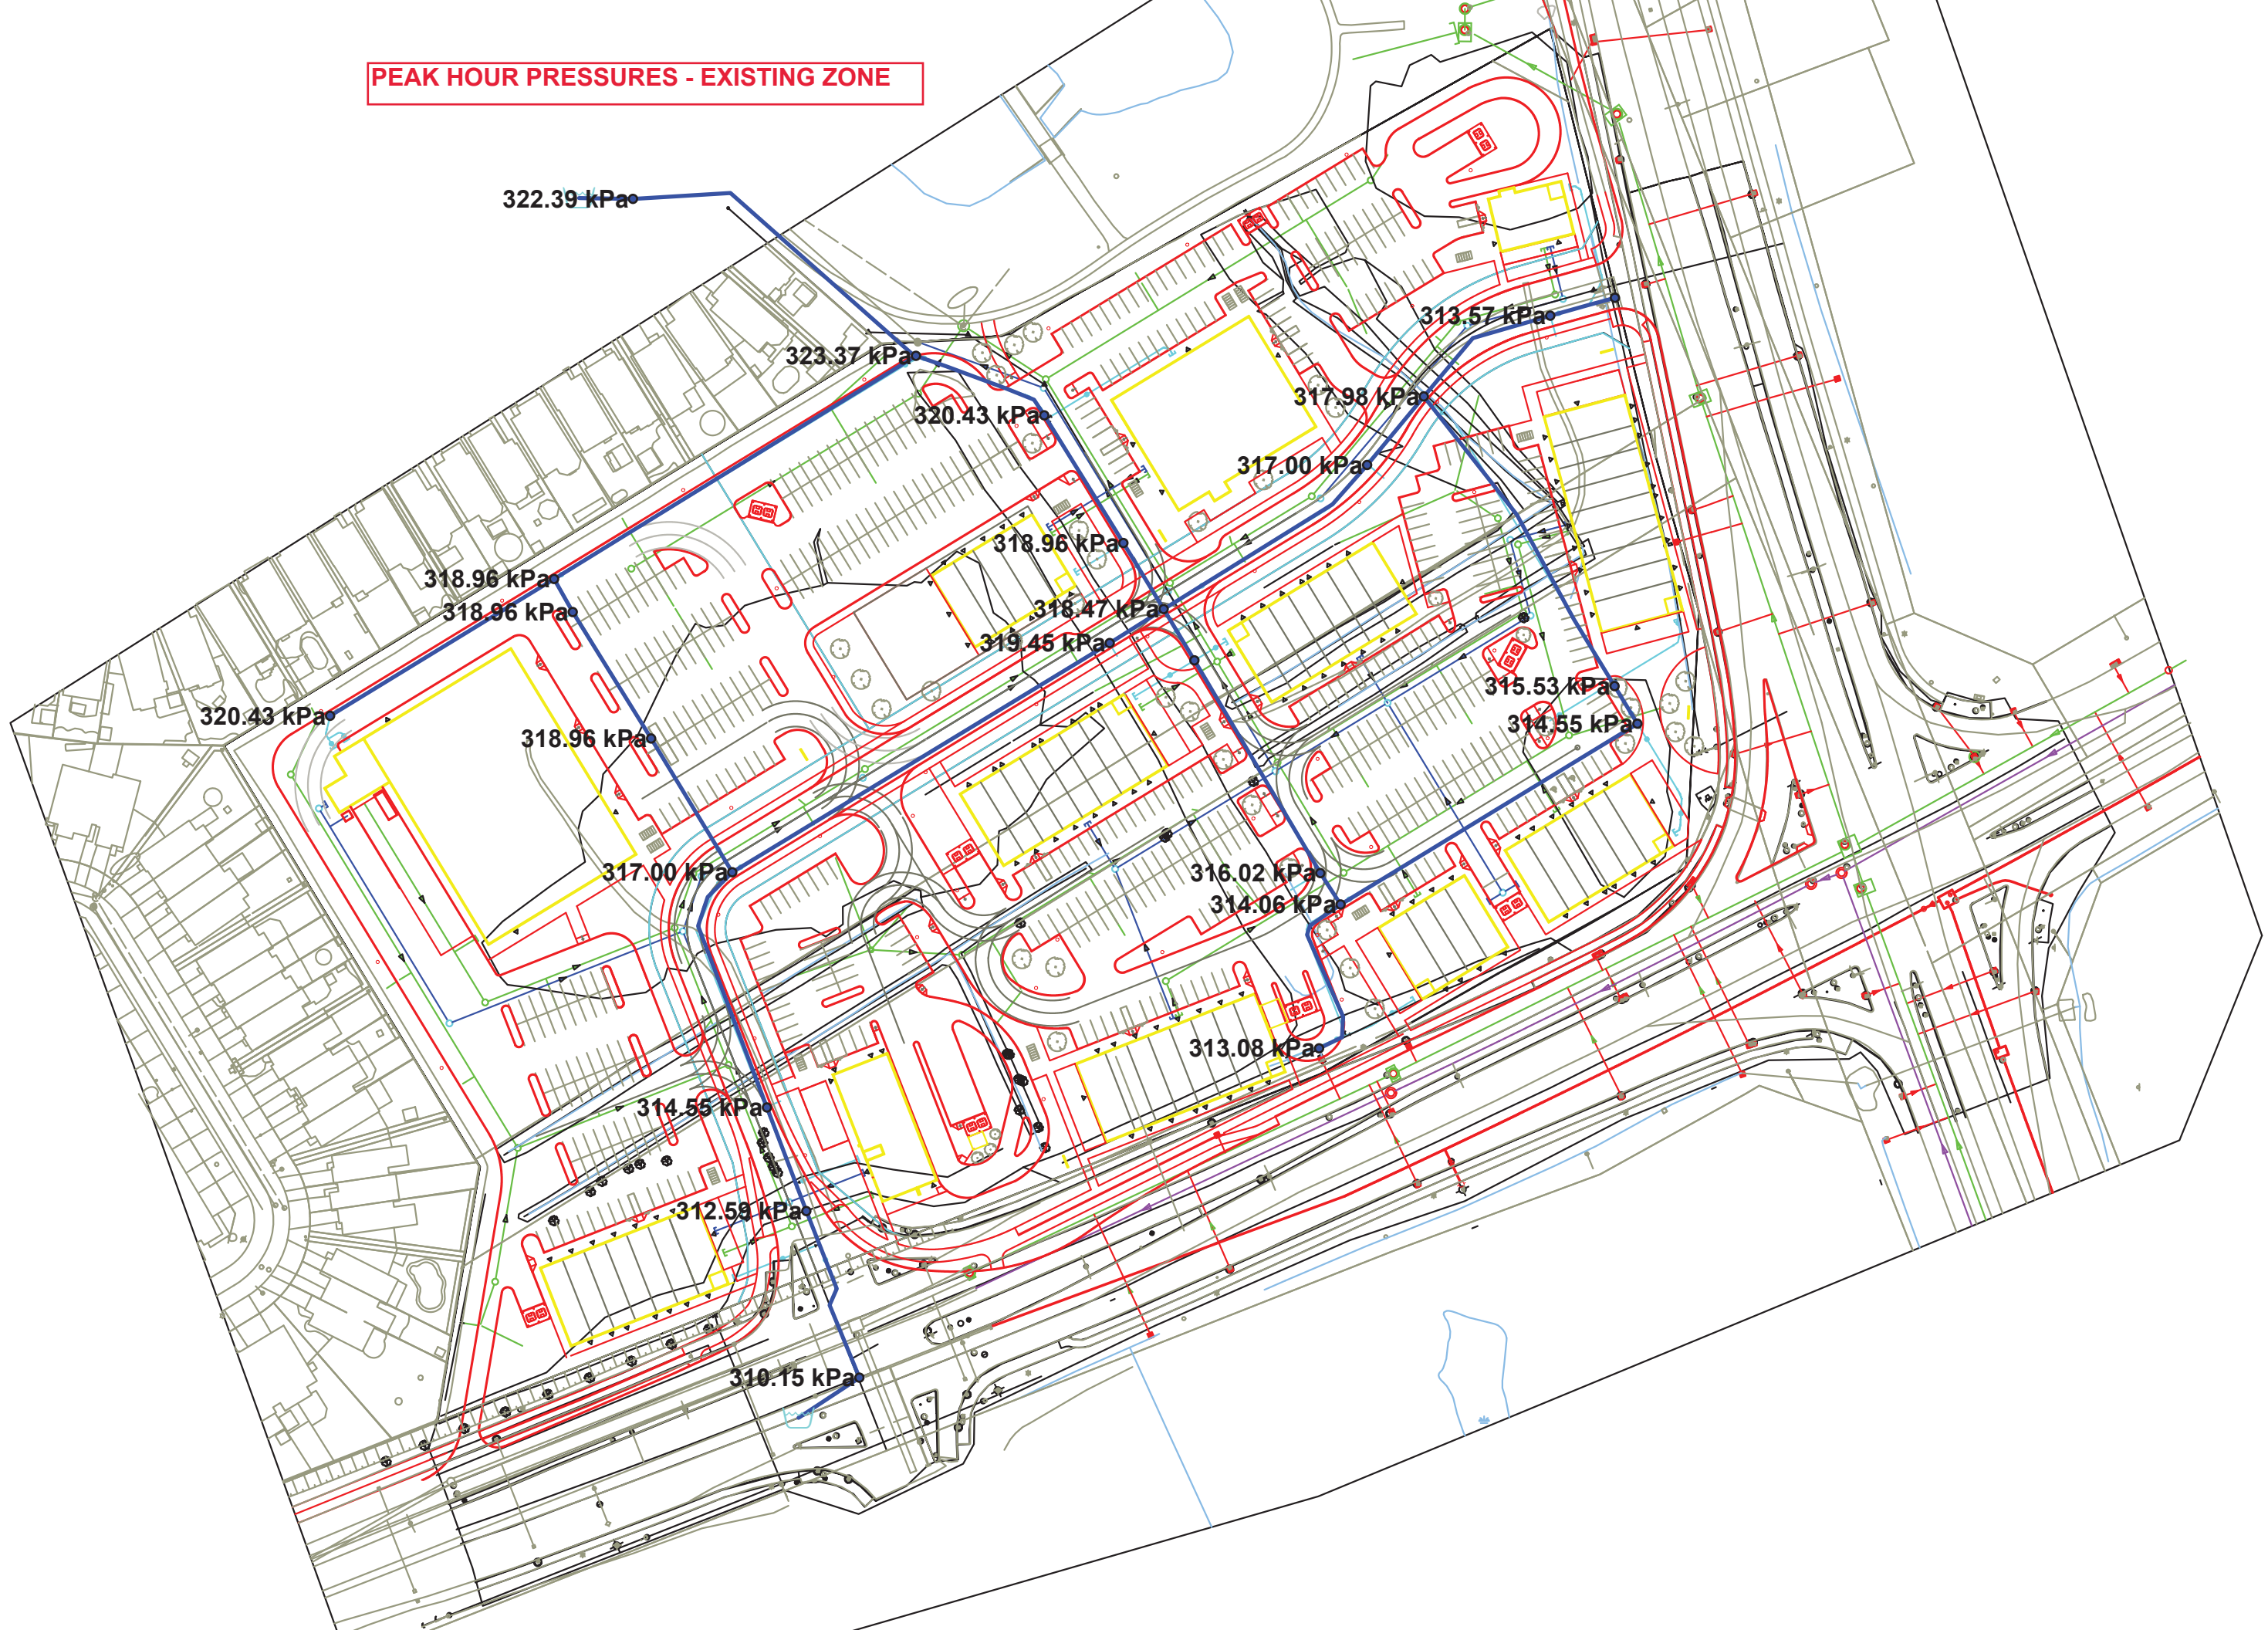 PEAK HOUR PRESSURES - EXISTING ZONE
322.39 kPa
313.57 kPa
323.37 kPa
317.98 kPa
320.43 kPa
317.00 kPa
318.96 kPa
318.96 kPa
318.96 kPa
318.47 kPa
319.45 kPa
315.53 kPa
320.43 kPa
314.55 kPa
318.96 kPa
317.00 kPa
316.02 kPa
314.06 kPa
313.08 kPa
314.55 kPa
312.59 kPa
310.15 kPa